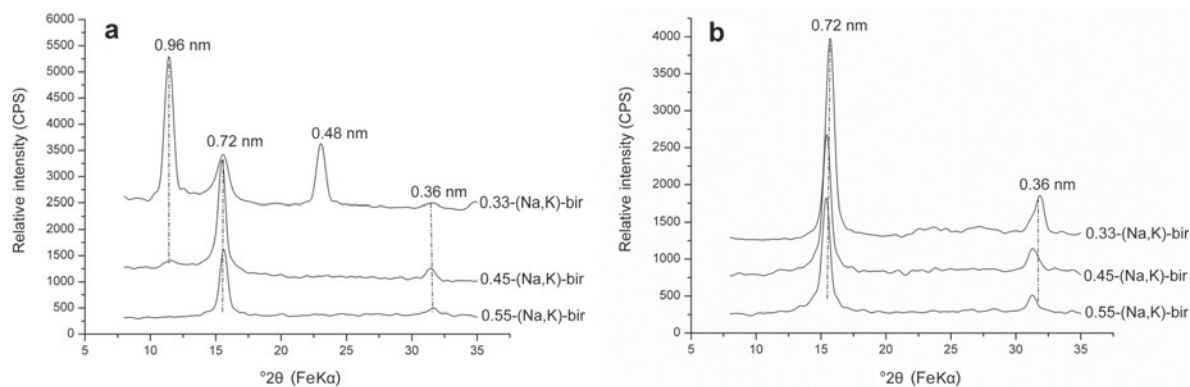 a
0.96 nm
0.72 nm
0.48 nm
0.36 nm
0.33-(Na,K)-bir
0.45-(Na,K)-bir
0.55-(Na,K)-bir
Relative intensity (CPS)
6000
5500
5000
4500
4000
3500
3000
2500
2000
1500
1000
500
0
5 10 15 20 25 30 35
°2θ (FeKα)
b
0.72 nm
0.36 nm
0.33-(Na,K)-bir
0.45-(Na,K)-bir
0.55-(Na,K)-bir
Relative intensity (CPS)
4000
3500
3000
2500
2000
1500
1000
500
0
5 10 15 20 25 30 35
°2θ (FeKα)